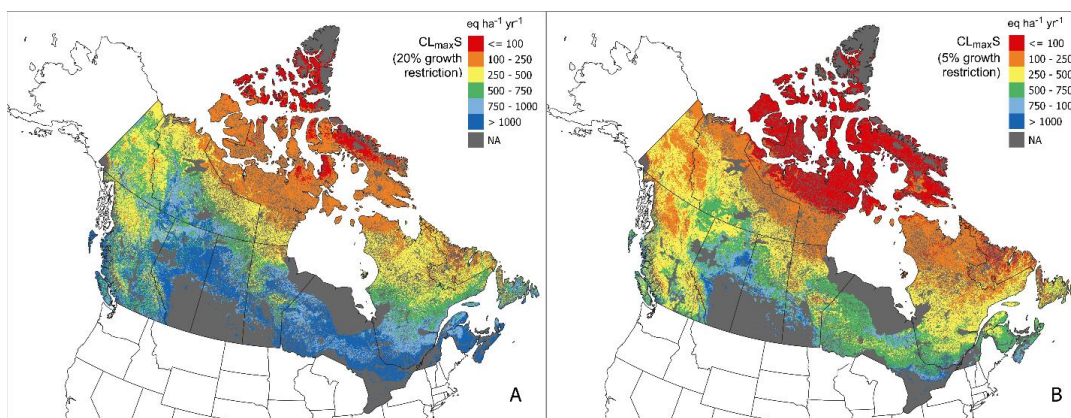 eq ha⁻¹ yr⁻¹
CLmaxS
(20% growth
restriction)
<= 100
100 - 250
250 - 500
500 - 750
750 - 1000
> 1000
NA
A
eq ha⁻¹ yr⁻¹
CLmaxS
(5% growth
restriction)
<= 100
100 - 250
250 - 500
500 - 750
750 - 1000
> 1000
NA
B